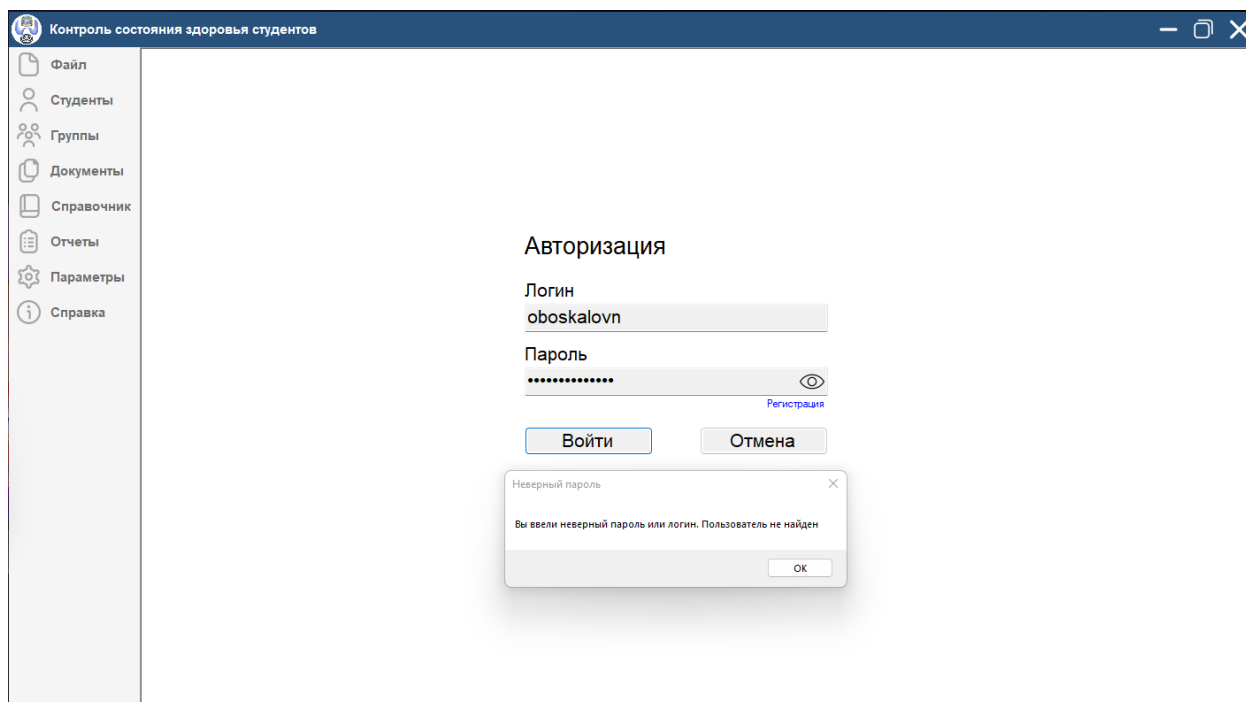 Контроль состояния здоровья студентов
Файл
Студенты
Группы
Документы
Справочник
Отчеты
Параметры
Справка
Авторизация
Логин
oboskalovn
Пароль
••••••••••••••
Регистрация
Войти
Отмена
Неверный пароль
Вы ввели неверный пароль или логин. Пользователь не найден
ОК